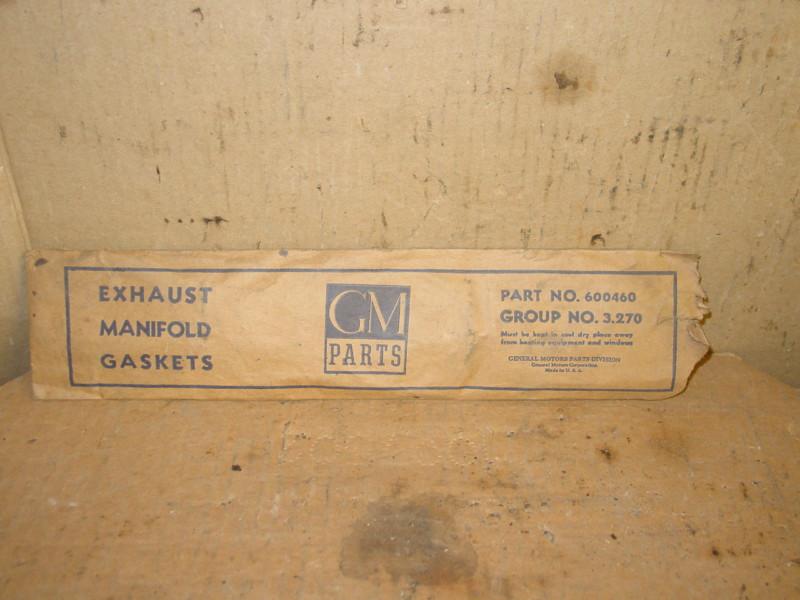 EXHAUST
MANIFOLD
GASKETS
GM
PARTS
PART NO. 600460
GROUP NO. 3.270
Must be kept in cool dry place away
from heating equipment and windows
GENERAL MOTORS PARTS DIVISION
General Motors Corporation
Made in U. S. A.